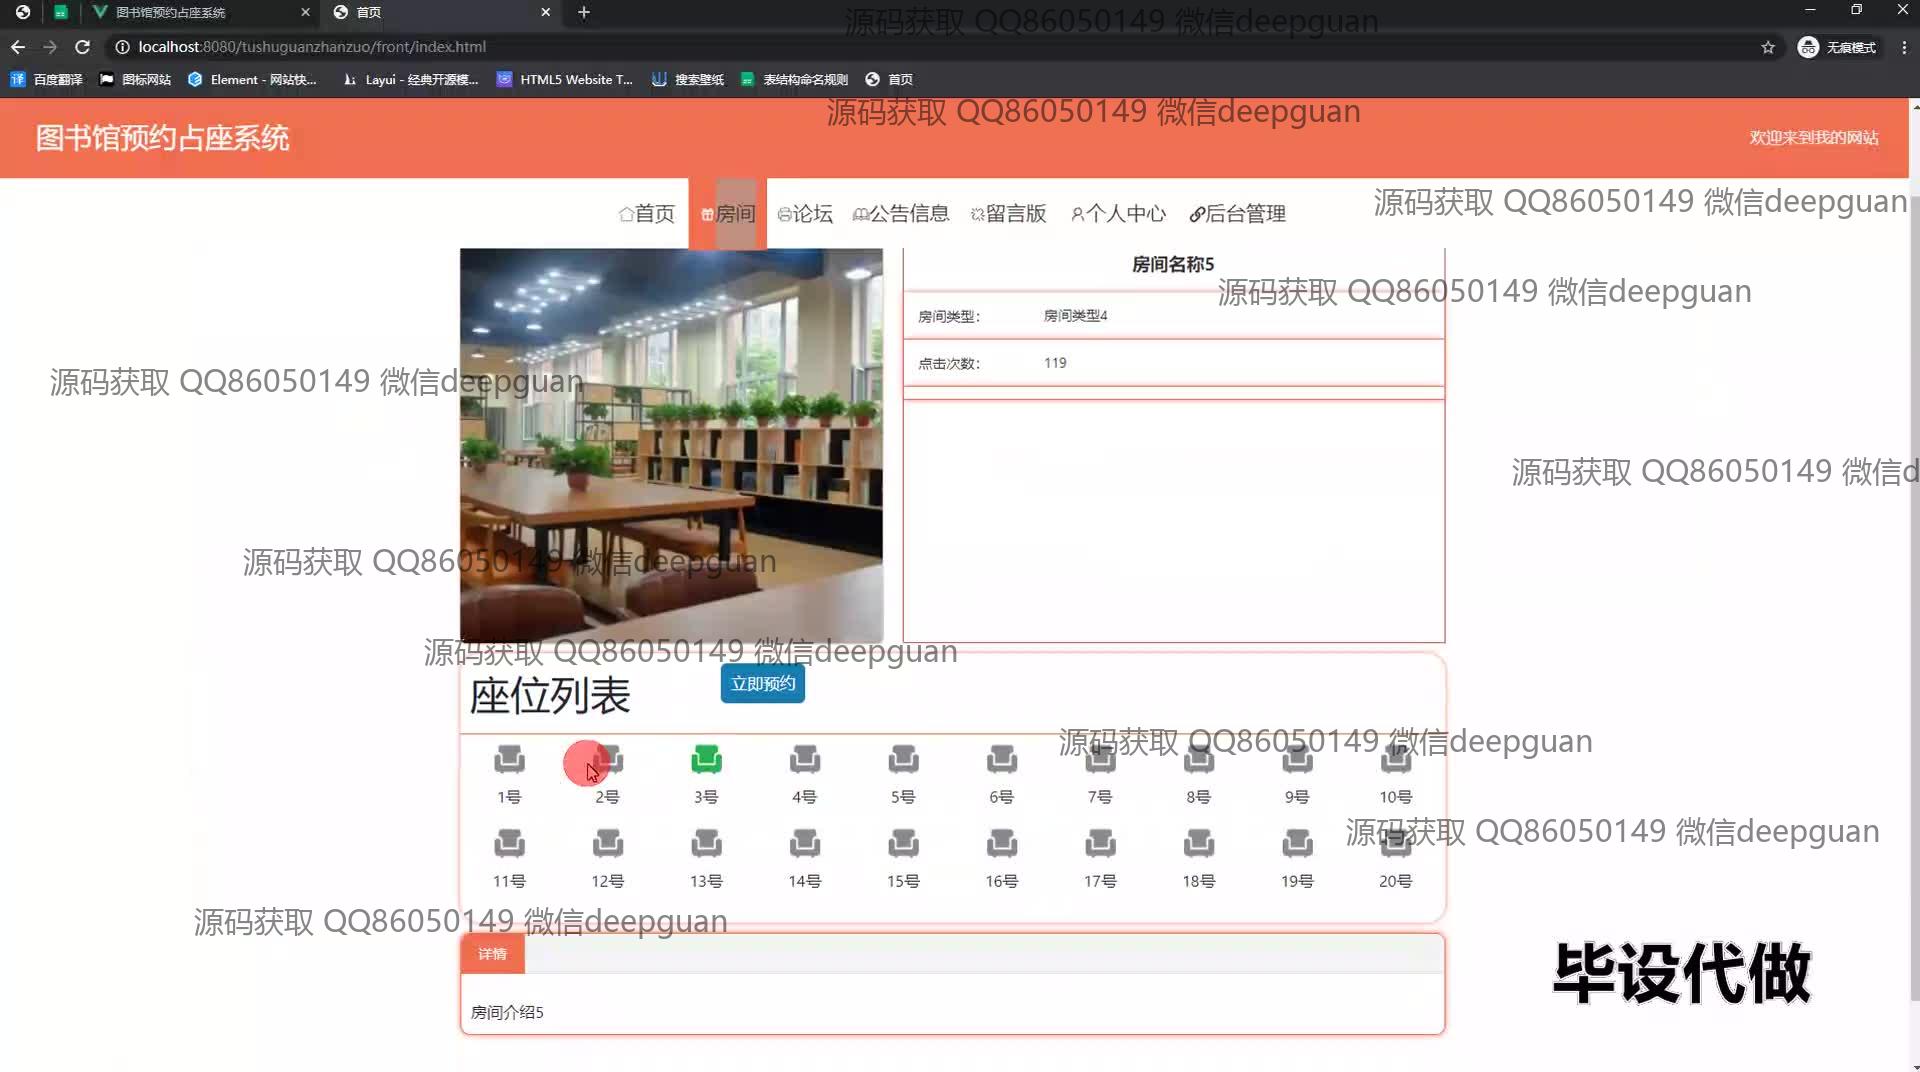 图书馆预约占座系统
首页
源码获取 QQ86050149 微信deepguan
localhost:8080/tushuguanzhanzuo/front/index.html
无痕模式
百度翻译
图标网站
Element - 网站快...
Layui - 经典开源模...
HTML5 Website T...
搜索壁纸
表结构命名规则
首页
源码获取 QQ86050149 微信deepguan
图书馆预约占座系统
欢迎来到我的网站
首页
房间
论坛
公告信息
留言版
个人中心
后台管理
源码获取 QQ86050149 微信deepguan
房间名称5
源码获取 QQ86050149 微信deepguan
房间类型: 房间类型4
点击次数: 119
源码获取 QQ86050149 微信deepguan
源码获取 QQ86050149 微信d
源码获取 QQ86050149 微信deepguan
源码获取 QQ86050149 微信deepguan
座位列表
立即预约
源码获取 QQ86050149 微信deepguan
1号 2号 3号 4号 5号 6号 7号 8号 9号 10号
源码获取 QQ86050149 微信deepguan
11号 12号 13号 14号 15号 16号 17号 18号 19号 20号
源码获取 QQ86050149 微信deepguan
详情
毕设代做
房间介绍5